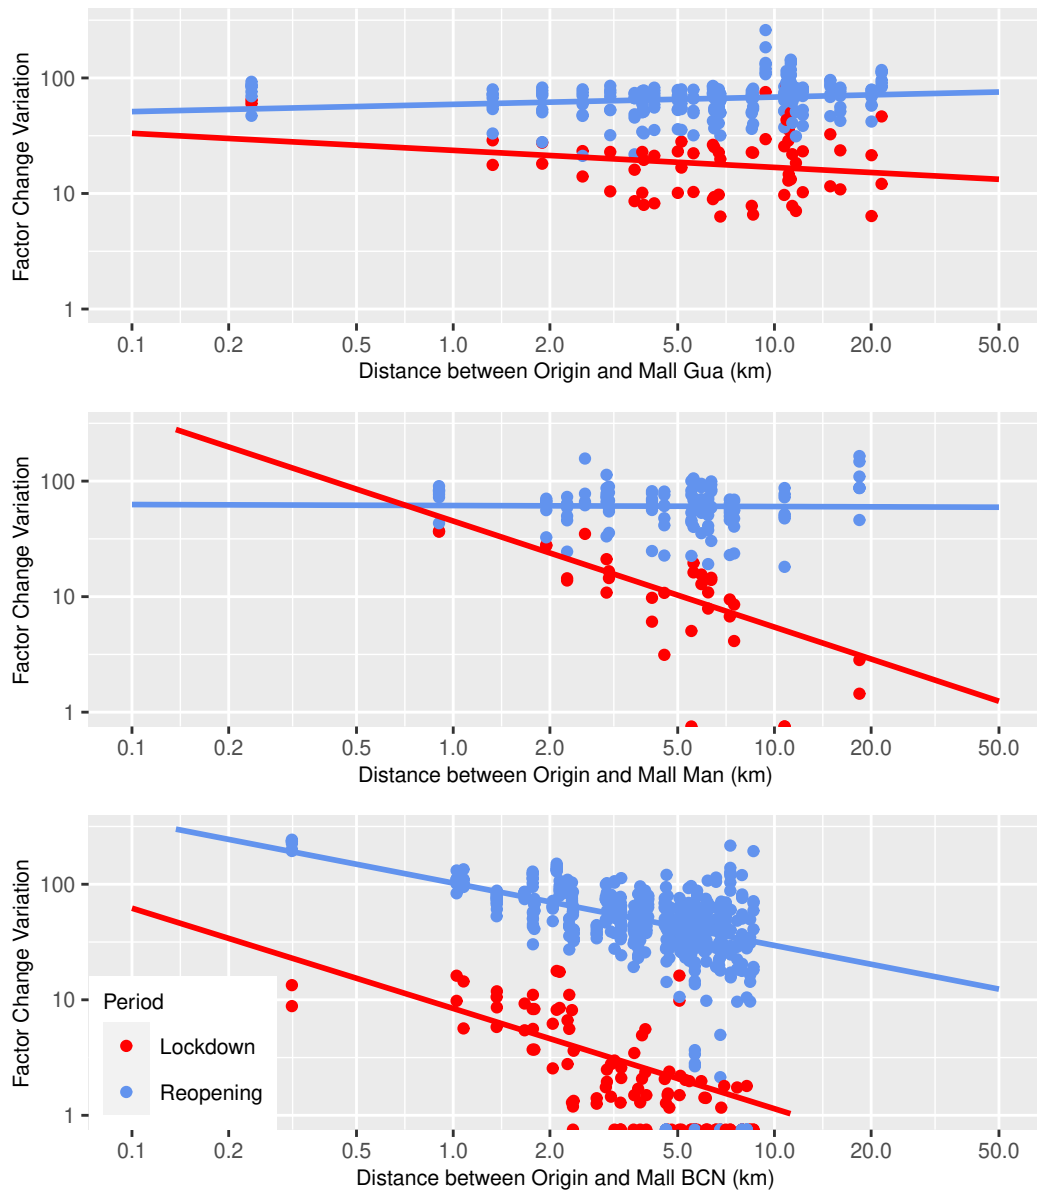 Factor Change Variation
100
10
1
0.1 0.2 0.5 1.0 2.0 5.0 10.0 20.0 50.0
Distance between Origin and Mall Gua (km)
Factor Change Variation
100
10
1
0.1 0.2 0.5 1.0 2.0 5.0 10.0 20.0 50.0
Distance between Origin and Mall Man (km)
Factor Change Variation
100
10
1
Period
Lockdown
Reopening
0.1 0.2 0.5 1.0 2.0 5.0 10.0 20.0 50.0
Distance between Origin and Mall BCN (km)